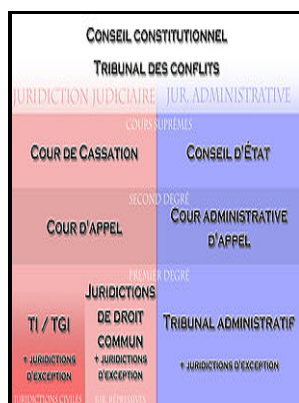 Conseil constitutionnel
Tribunal des conflits
JURIDICTION JUDICIAIRE JUR. ADMINISTRATIVE
COURS SUPRÊMES
Cour de Cassation Conseil d'État
SECOND DEGRÉ
Cour d'appel Cour administrative
d'appel
PREMIER DEGRÉ
TI / TGI
+ juridictions
d'exception
Juridictions
de droit
commun
+ juridictions
d'exception
Tribunal administratif
+ juridictions d'exception
JURIDICTIONS CIVILES JUR. RÉPRESSIVES